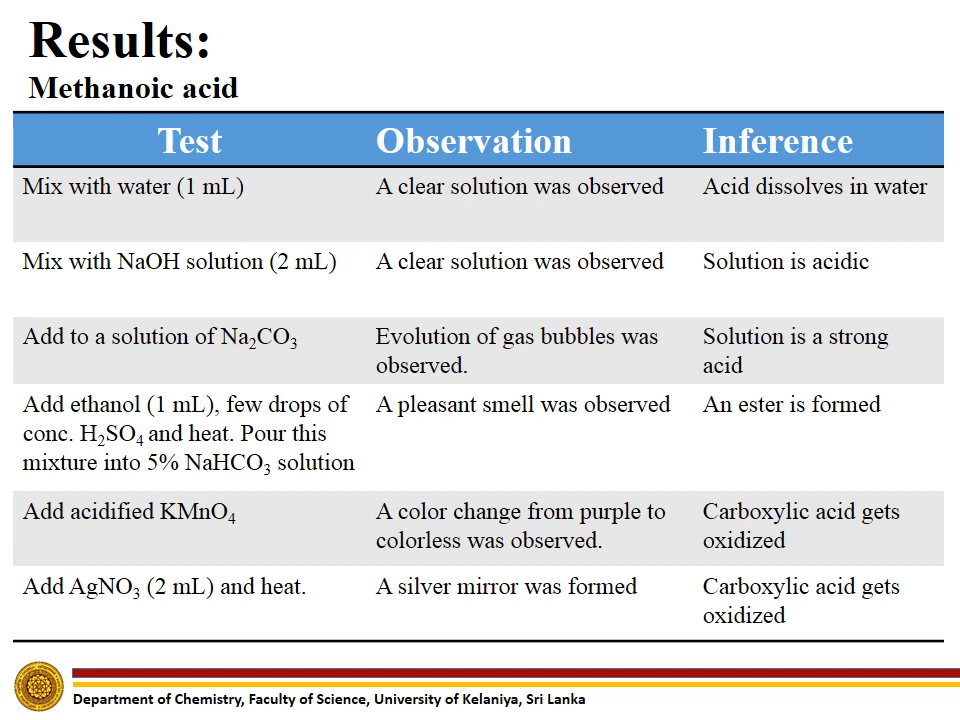 Results:
Methanoic acid
Test Observation Inference
Mix with water (1 mL) A clear solution was observed Acid dissolves in water
Mix with NaOH solution (2 mL) A clear solution was observed Solution is acidic
Add to a solution of Na₂CO₃ Evolution of gas bubbles was Solution is a strong
observed. acid
Add ethanol (1 mL), few drops of A pleasant smell was observed An ester is formed
conc. H₂SO₄ and heat. Pour this
mixture into 5% NaHCO₃ solution
Add acidified KMnO₄ A color change from purple to Carboxylic acid gets
colorless was observed. oxidized
Add AgNO₃ (2 mL) and heat. A silver mirror was formed Carboxylic acid gets
oxidized
Department of Chemistry, Faculty of Science, University of Kelaniya, Sri Lanka